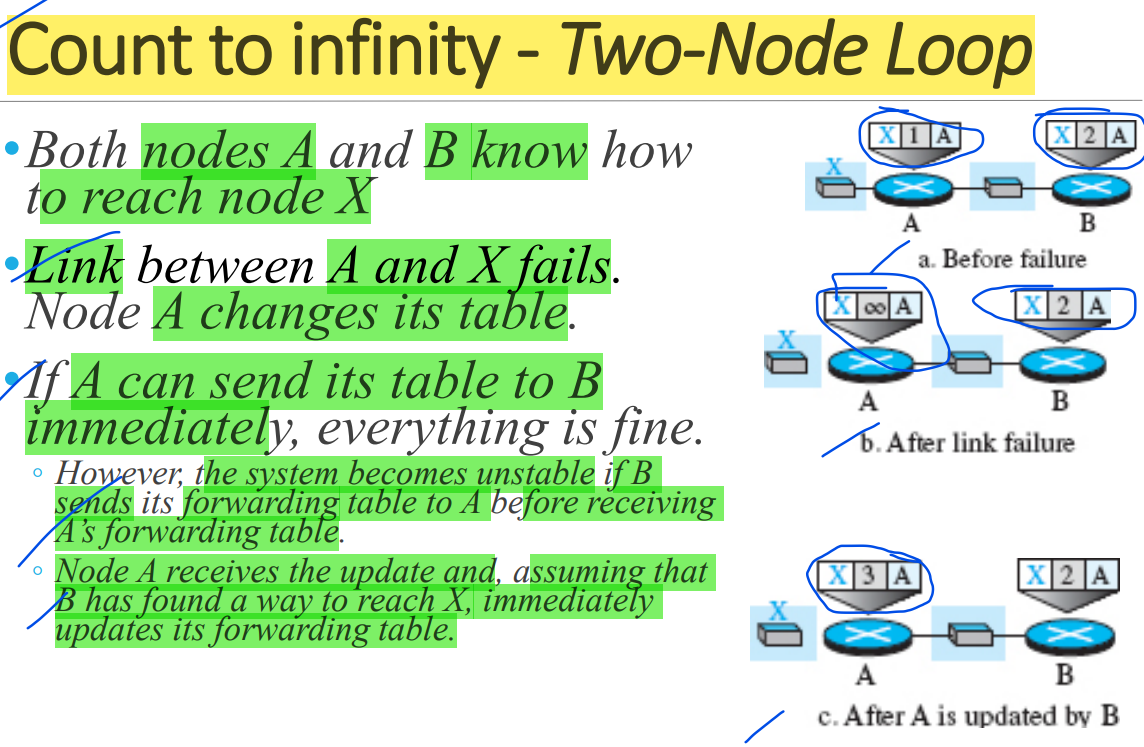 Count to infinity - Two-Node Loop
•Both nodes A and B know how
to reach node X
•Link between A and X fails.
Node A changes its table.
•If A can send its table to B
immediately, everything is fine.
◦ However, the system becomes unstable if B
sends its forwarding table to A before receiving
A’s forwarding table.
◦ Node A receives the update and, assuming that
B has found a way to reach X, immediately
updates its forwarding table.
X 1 A
X 2 A
X
A
B
a. Before failure
X ∞ A
X 2 A
X
A
B
b. After link failure
X 3 A
X 2 A
X
A
B
c. After A is updated by B